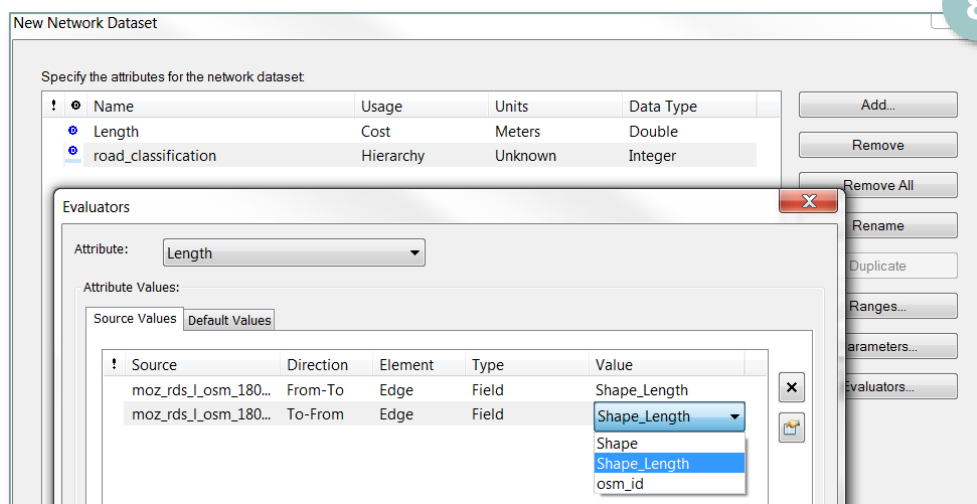 8
New Network Dataset
Specify the attributes for the network dataset:
! Name Usage Units Data Type
Length Cost Meters Double
road_classification Hierarchy Unknown Integer
Add...
Remove
Remove All
Rename
Duplicate
Ranges...
arameters...
Evaluators...
Evaluators
X
Attribute: Length
Attribute Values:
Source Values Default Values
! Source Direction Element Type Value
moz_rds_l_osm_180... From-To Edge Field Shape_Length
moz_rds_l_osm_180... To-From Edge Field Shape_Length
Shape
Shape_Length
osm_id